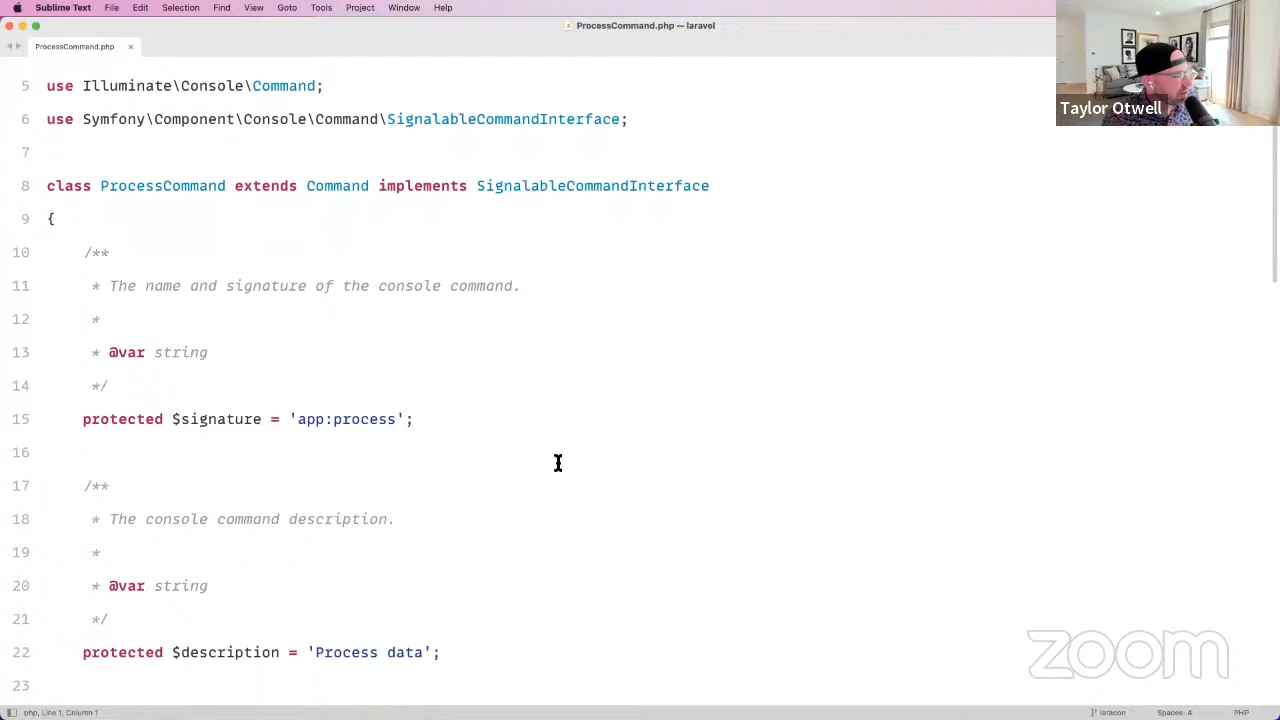 Sublime Text File Edit Selection Find View Goto Tools Project Window Help
ProcessCommand.php — laravel
ProcessCommand.php ×
Taylor Otwell
5 use Illuminate\Console\Command;
6 use Symfony\Component\Console\Command\SignalableCommandInterface;
7
8 class ProcessCommand extends Command implements SignalableCommandInterface
9 {
10 /**
11 * The name and signature of the console command.
12 *
13 * @var string
14 */
15 protected $signature = 'app:process';
16
17 /**
18 * The console command description.
19 *
20 * @var string
21 */
22 protected $description = 'Process data';
23
zoom
php, Line 1, Column 1 laracon Spaces: 4 PHP